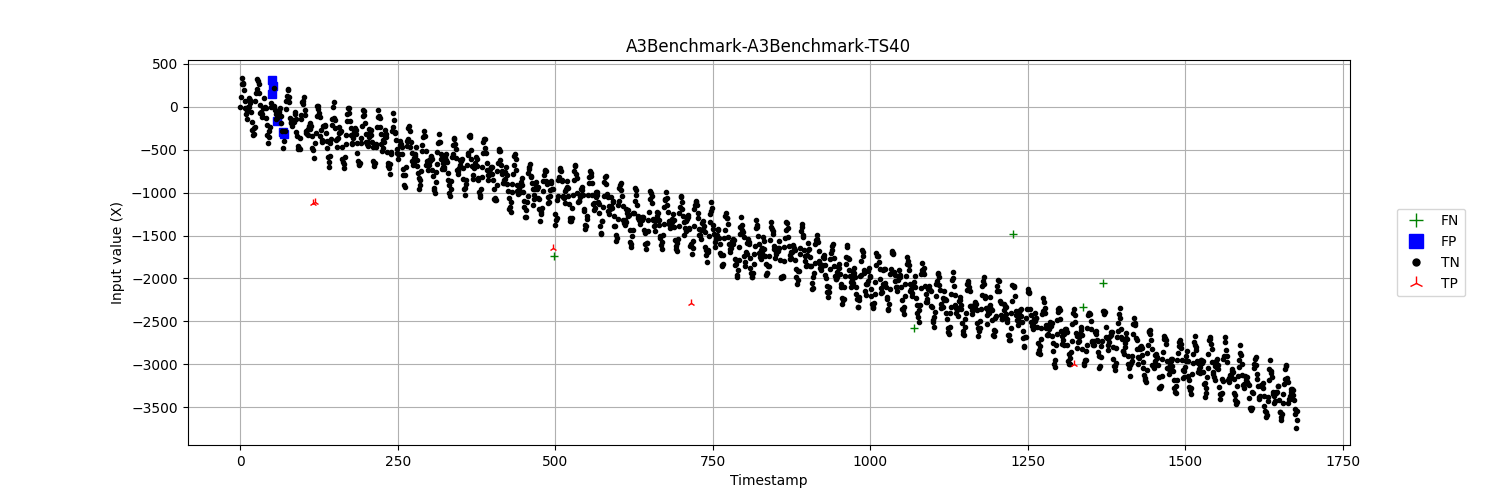 A3Benchmark-A3Benchmark-TS40
500
0
−500
−1000
−1500
−2000
−2500
−3000
−3500
Input value (X)
0 250 500 750 1000 1250 1500 1750
Timestamp
FN
FP
TN
TP